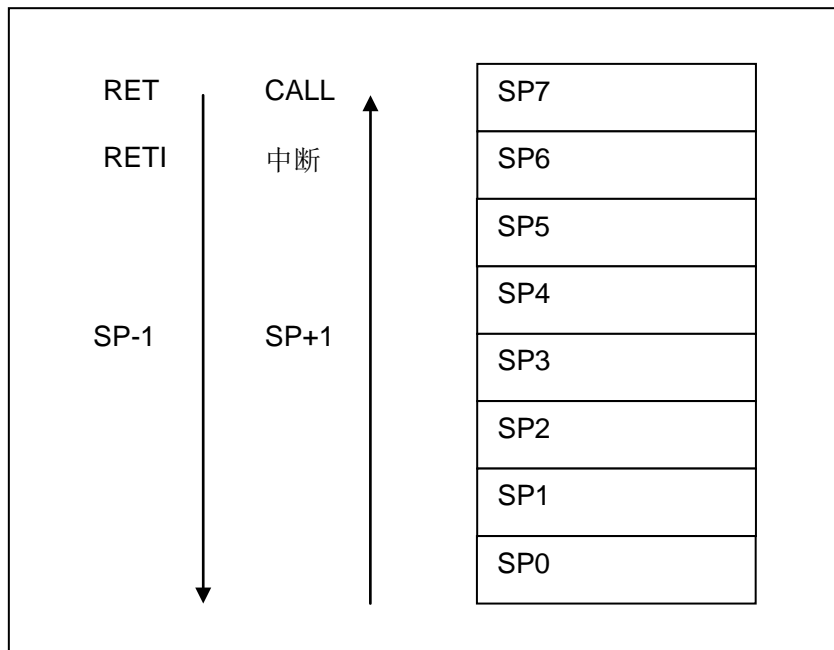 RET CALL SP7
RETI 中断 SP6
SP5
SP4
SP-1 SP+1
SP3
SP2
SP1
SP0